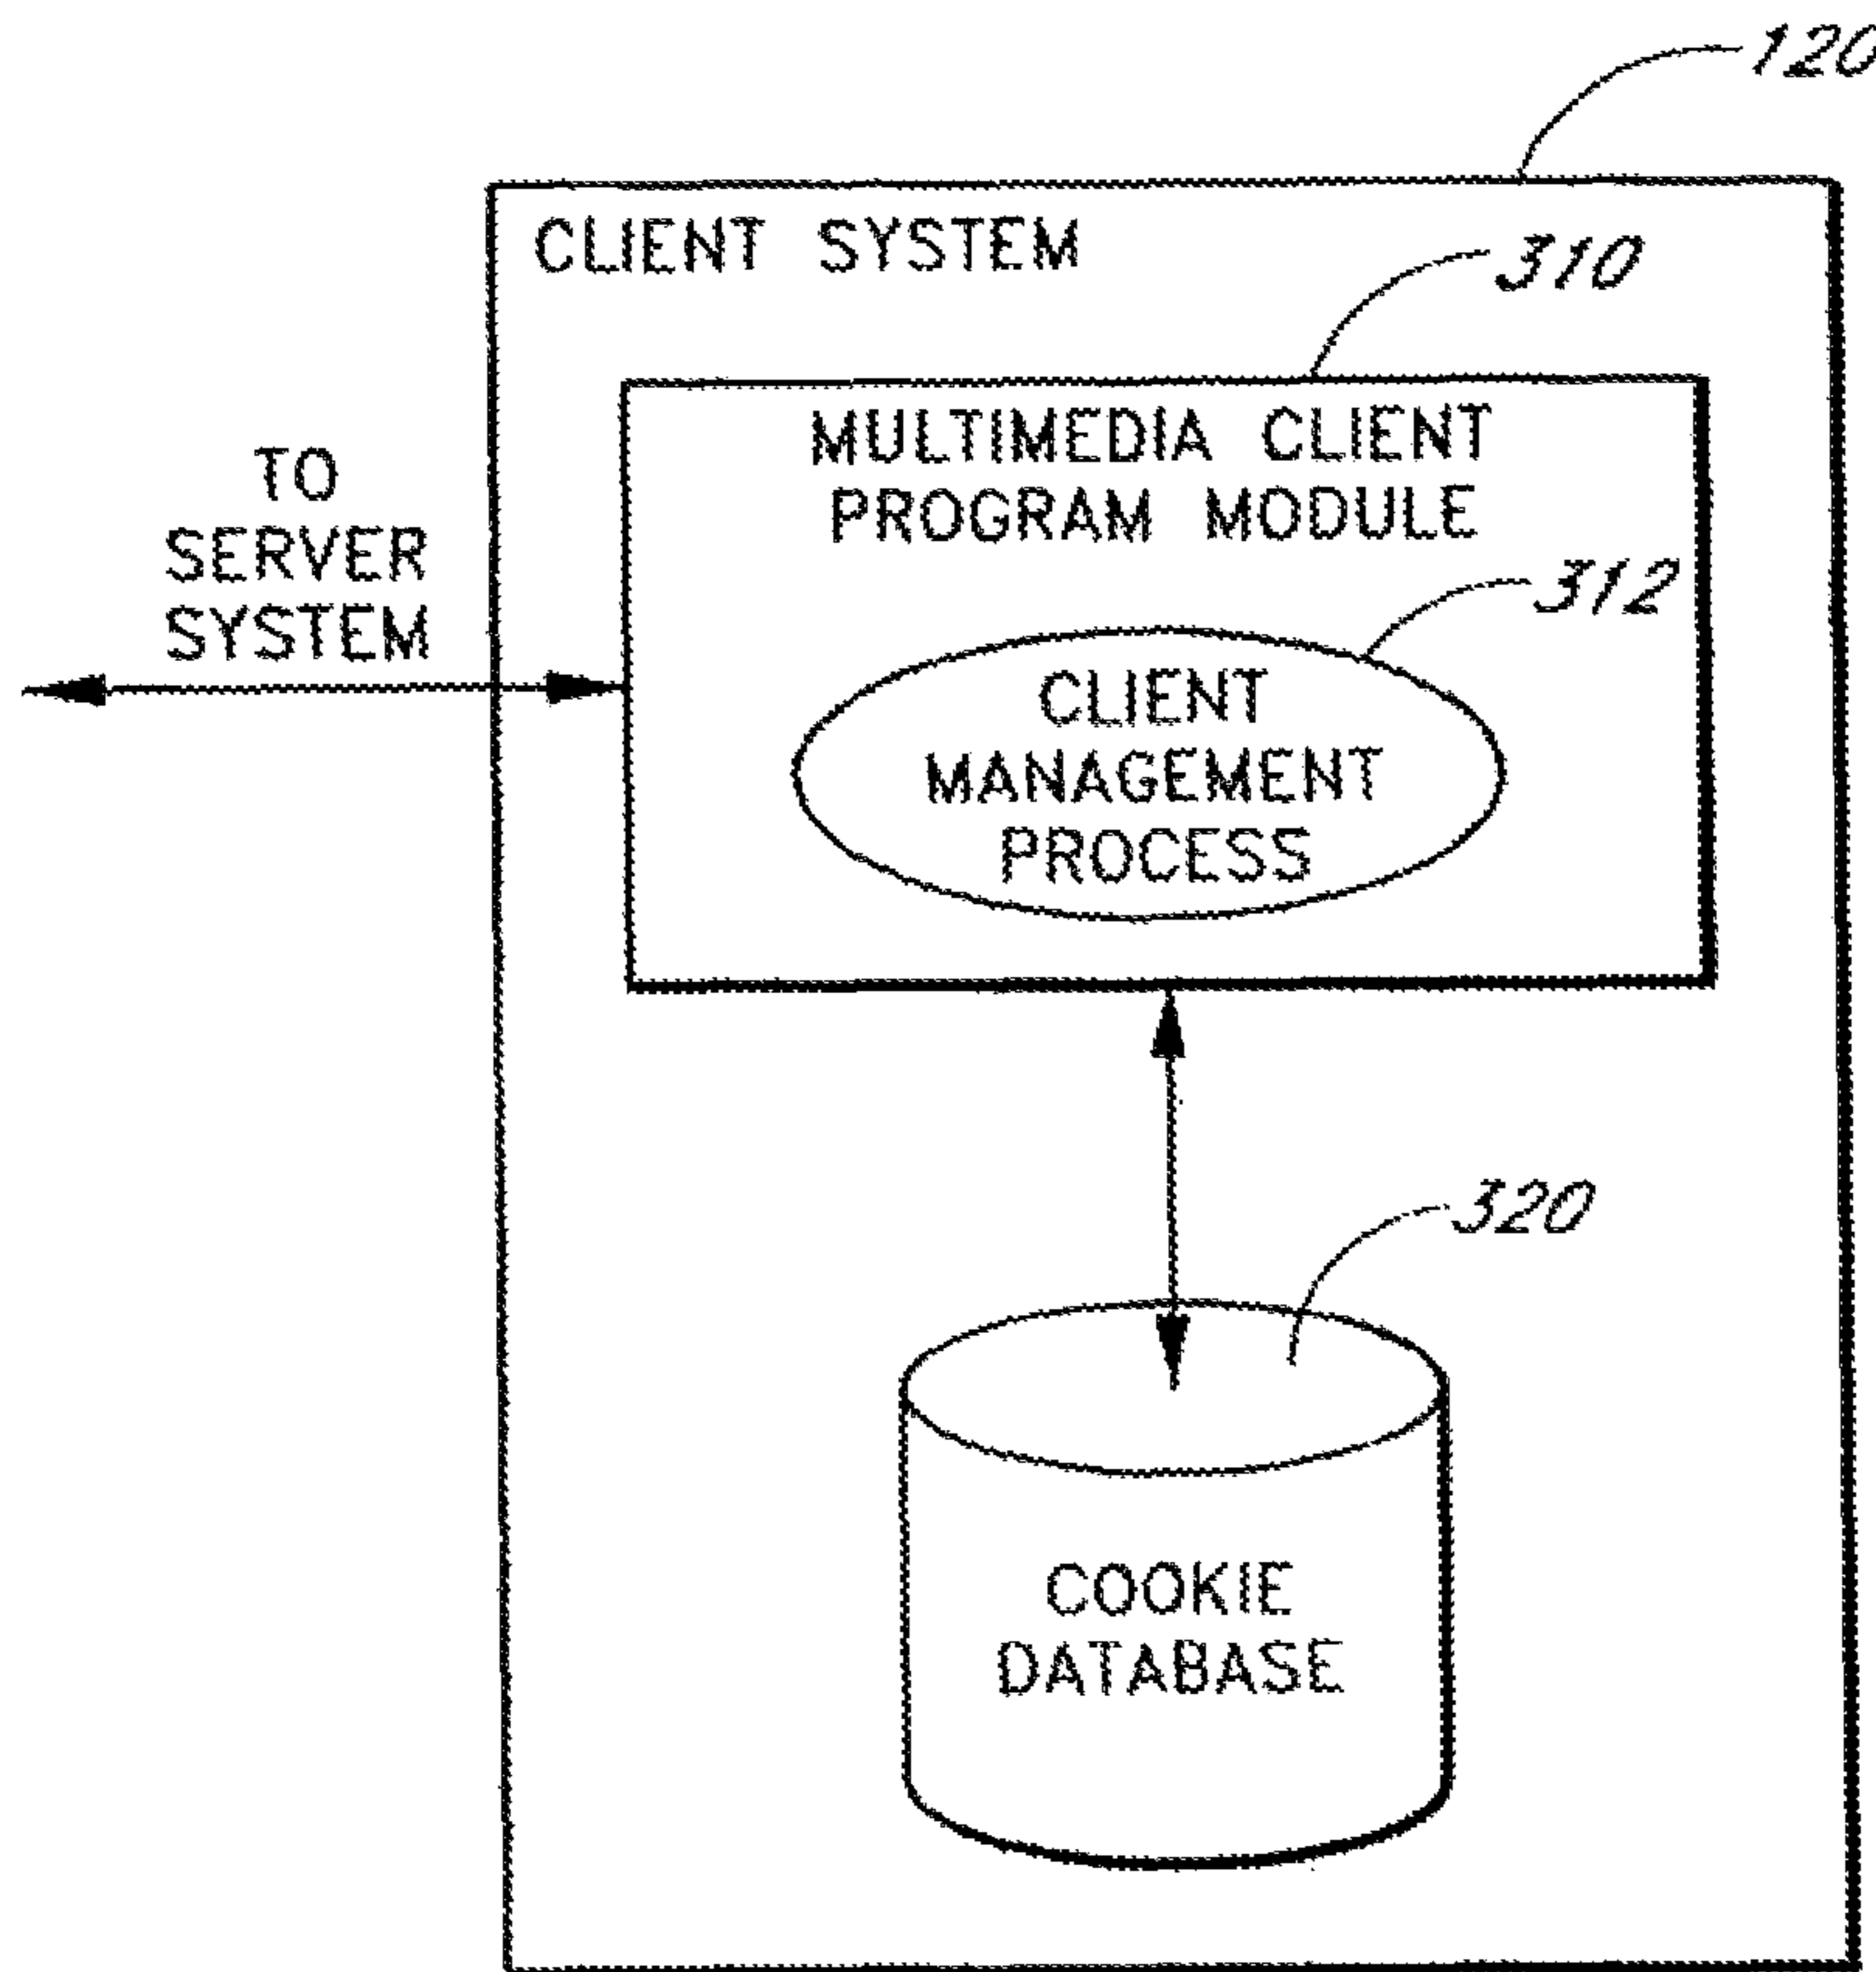 120
CLIENT SYSTEM
310
MULTIMEDIA CLIENT
PROGRAM MODULE
TO
SERVER
SYSTEM
312
CLIENT
MANAGEMENT
PROCESS
320
COOKIE
DATABASE